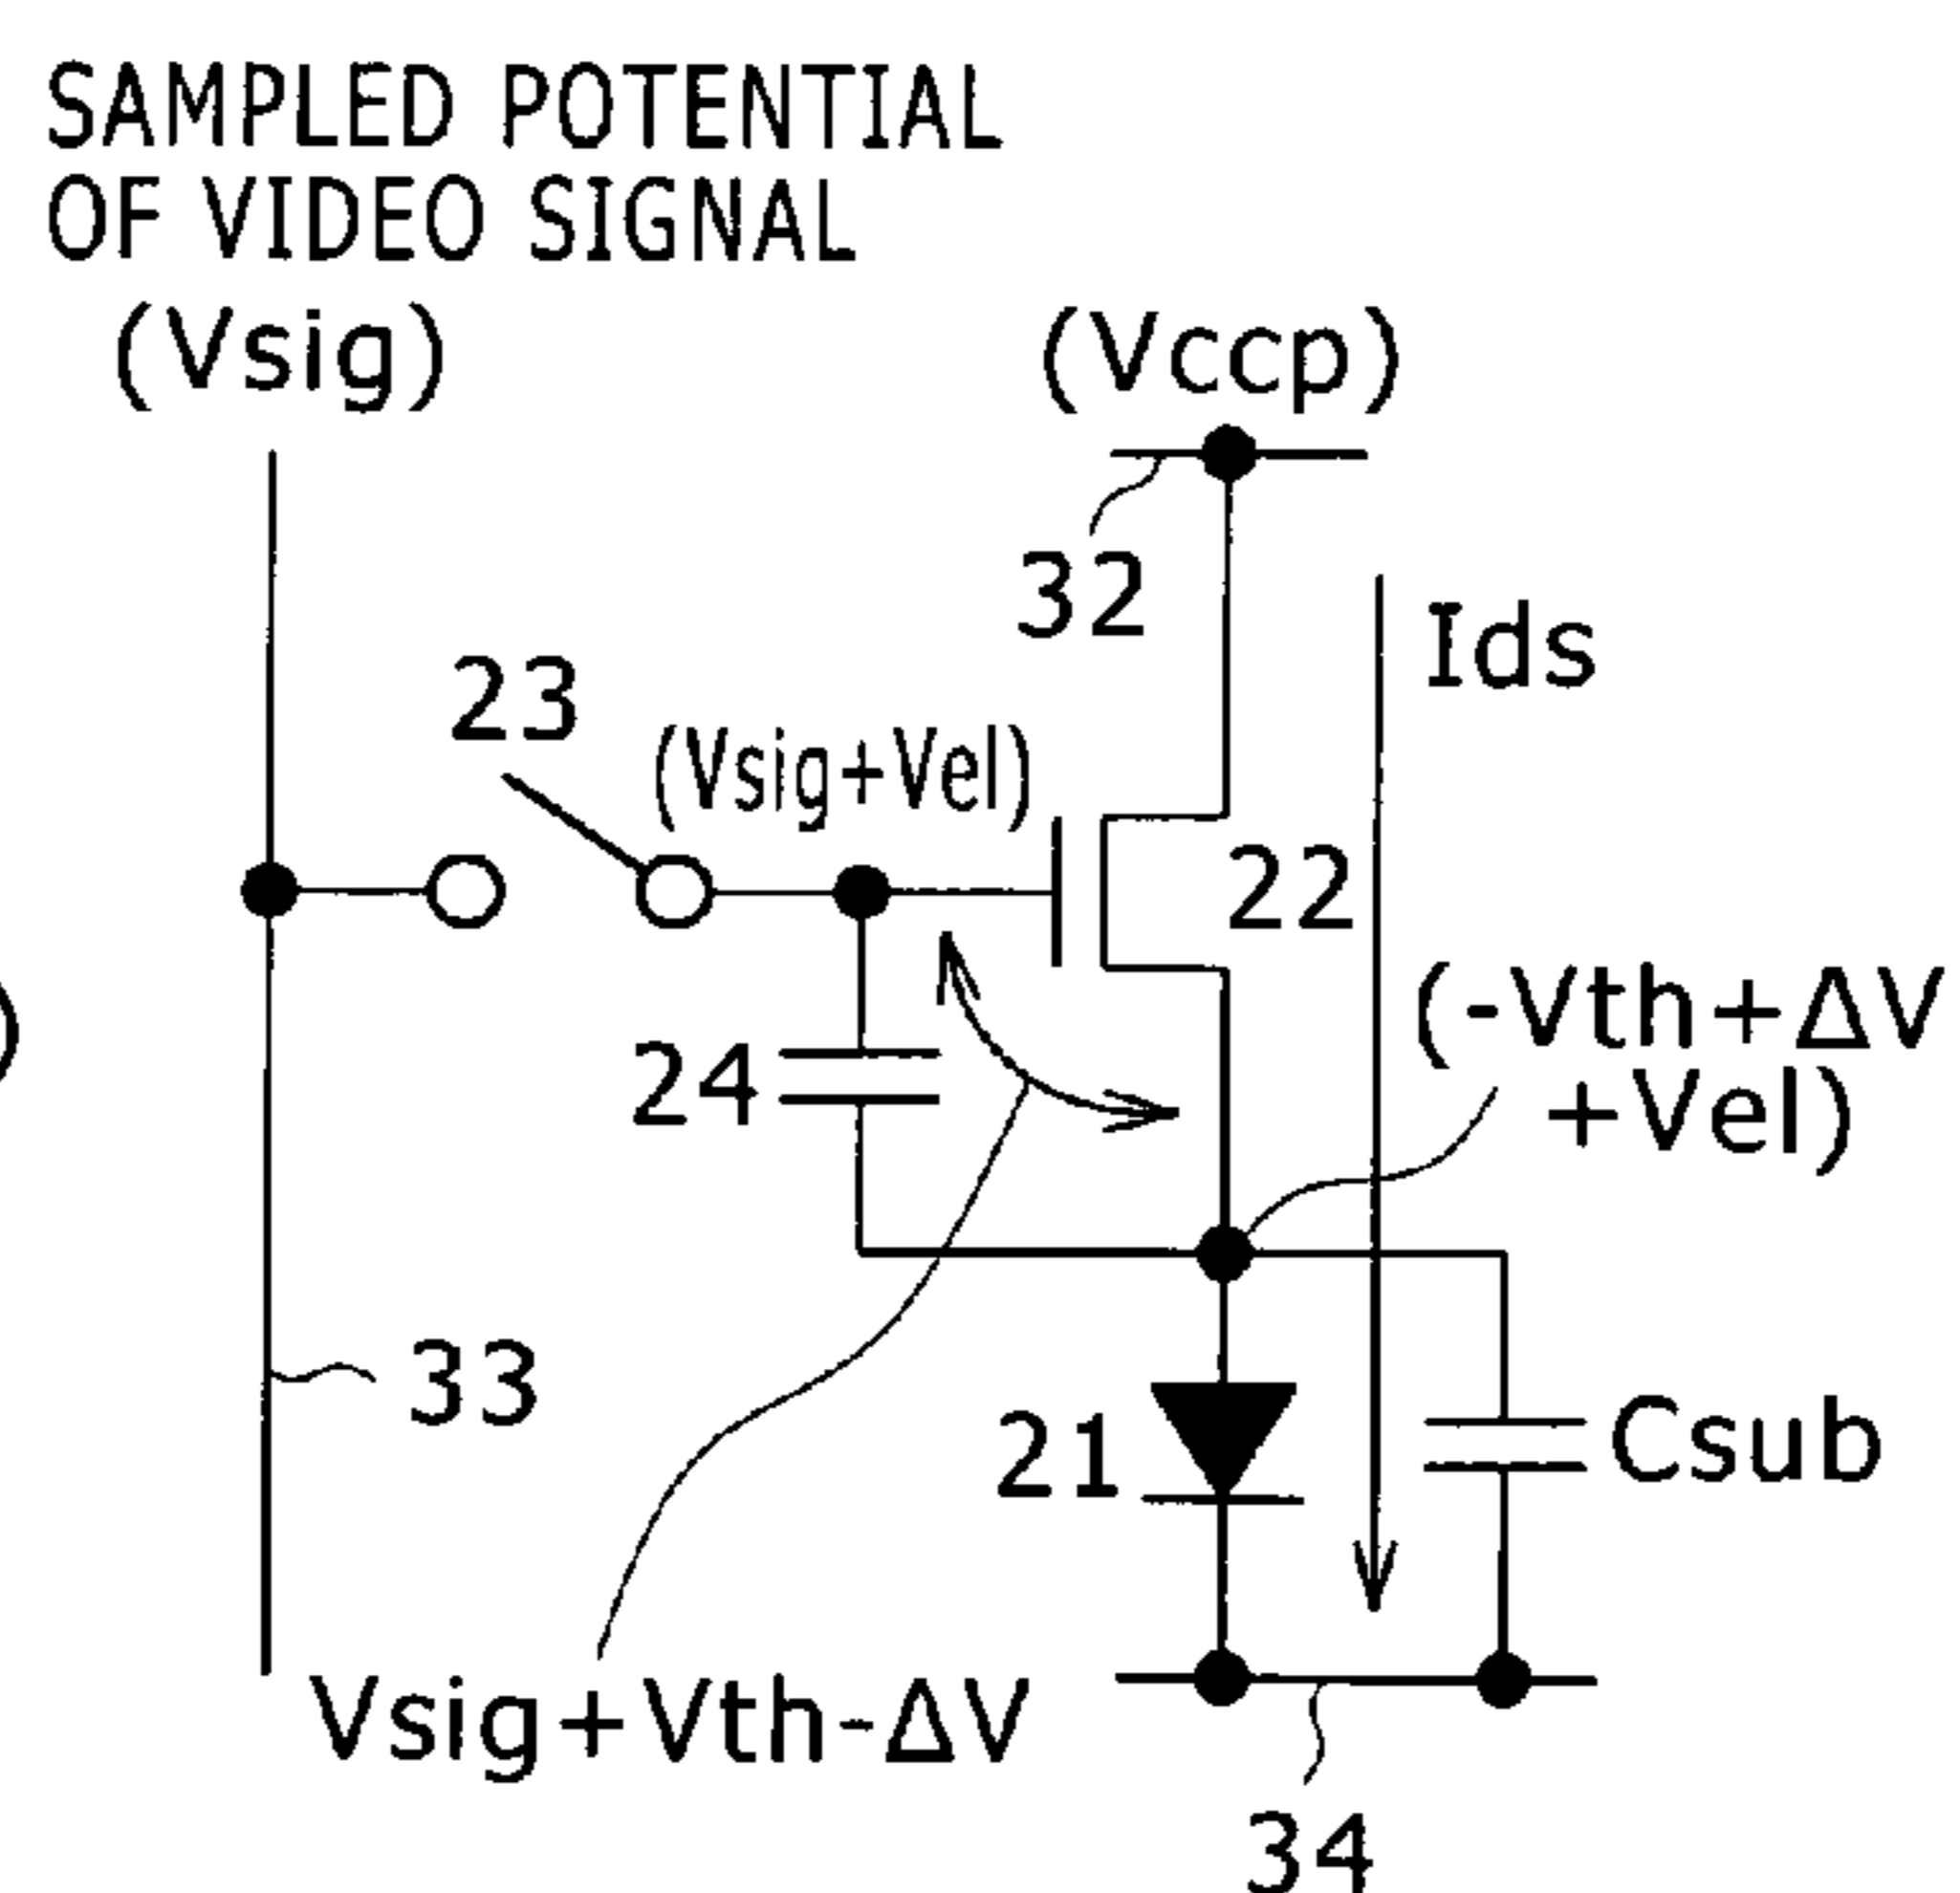 SAMPLED POTENTIAL
OF VIDEO SIGNAL
(Vsig)
(Vccp)
32
Ids
23
(Vsig+Vel)
22
)
(-Vth+ΔV
+Vel)
24
33
21
Csub
Vsig+Vth-ΔV
34